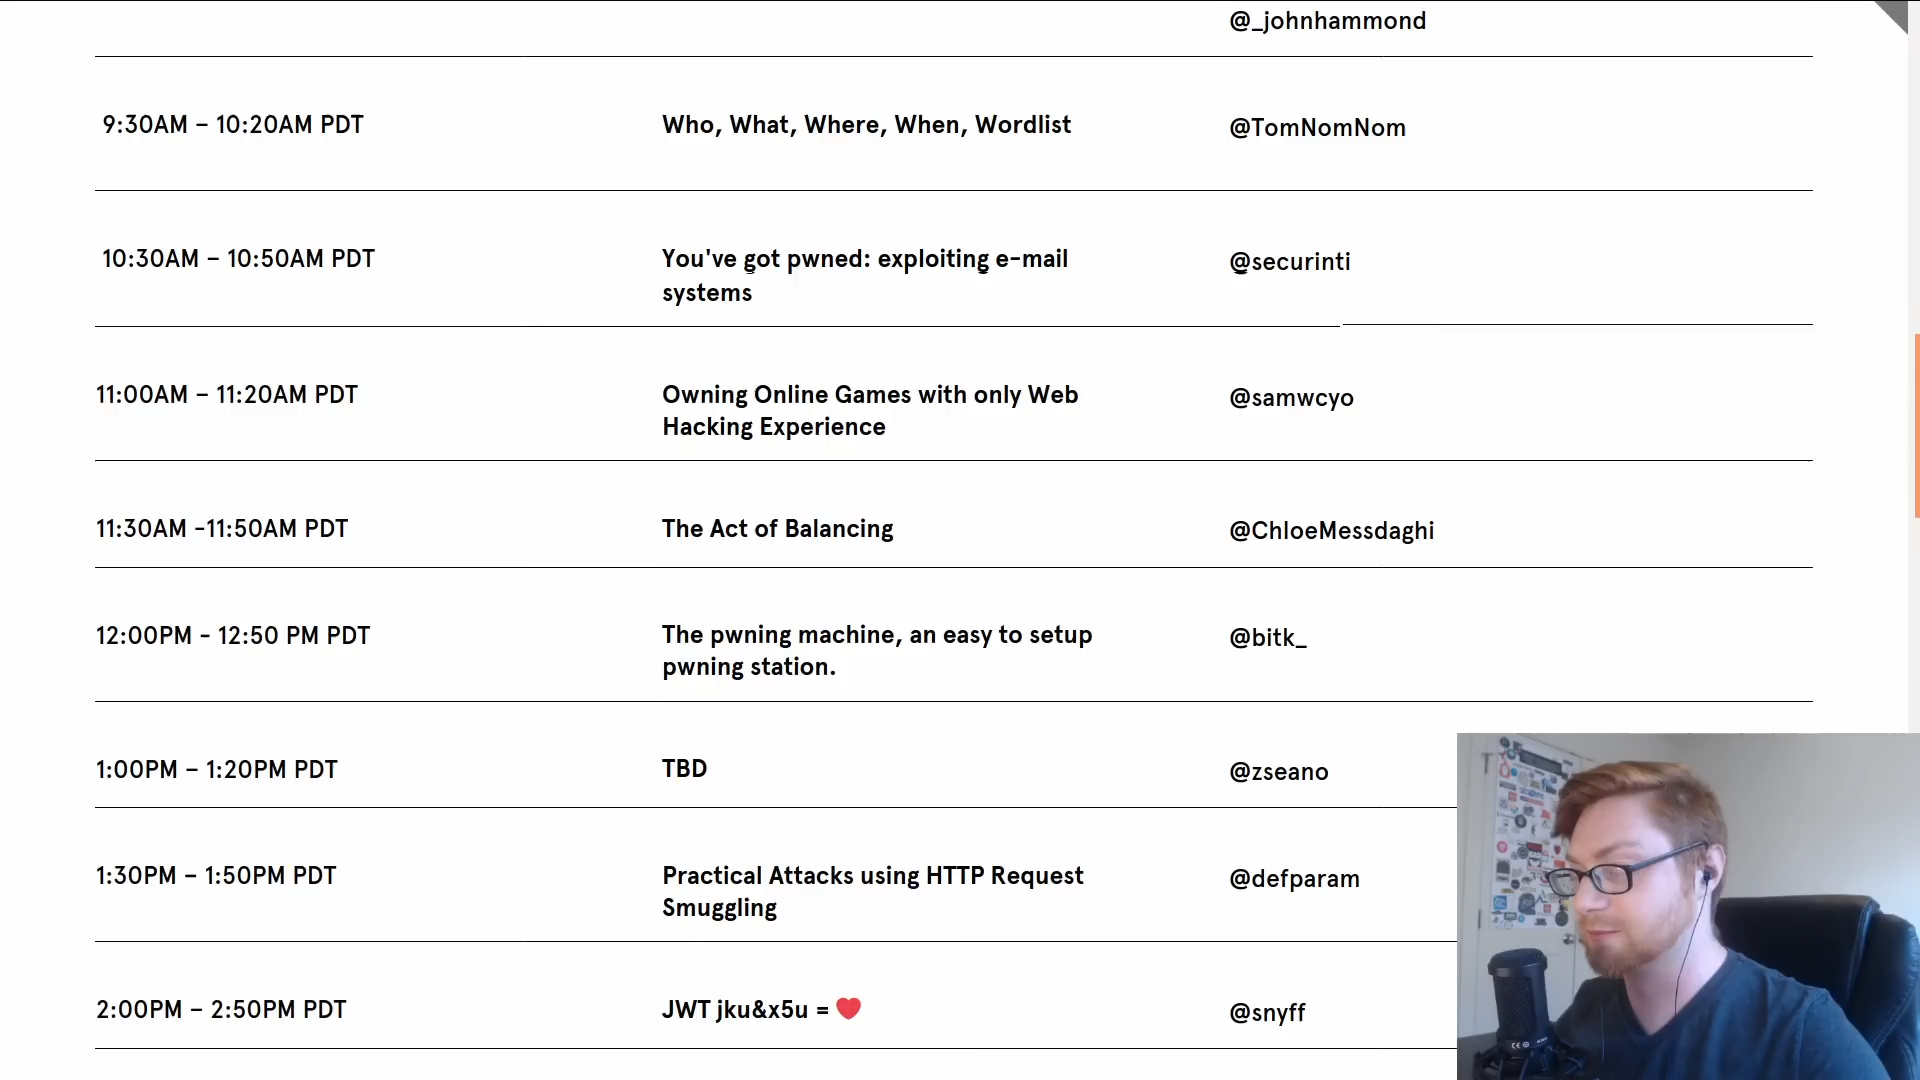 @_johnhammond
9:30AM – 10:20AM PDT
Who, What, Where, When, Wordlist
@TomNomNom
10:30AM – 10:50AM PDT
You've got pwned: exploiting e-mail
systems
@securinti
11:00AM – 11:20AM PDT
Owning Online Games with only Web
Hacking Experience
@samwcyo
11:30AM -11:50AM PDT
The Act of Balancing
@ChloeMessdaghi
12:00PM - 12:50 PM PDT
The pwning machine, an easy to setup
pwning station.
@bitk_
1:00PM – 1:20PM PDT
TBD
@zseano
1:30PM – 1:50PM PDT
Practical Attacks using HTTP Request
Smuggling
@defparam
2:00PM – 2:50PM PDT
JWT jku&x5u = ❤️
@snyff